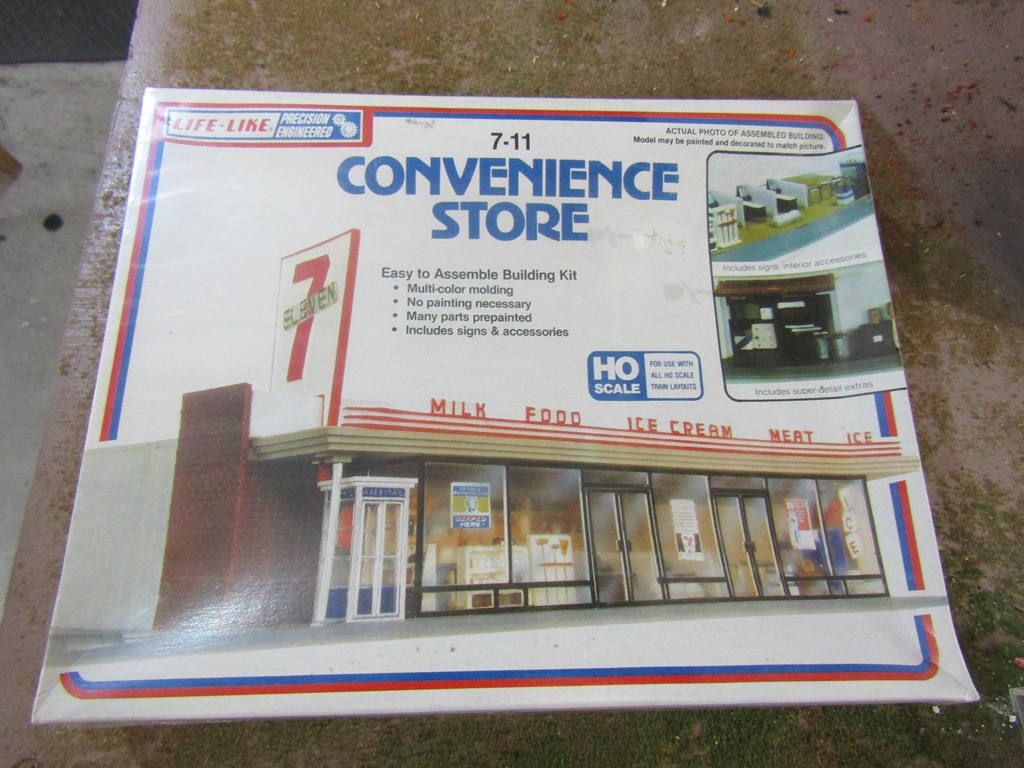 LIFE-LIKE
PRECISION
ENGINEERED
7-11
CONVENIENCE
STORE
ACTUAL PHOTO OF ASSEMBLED BUILDING.
Model may be painted and decorated to match picture.
Includes signs, interior accessories
Includes super-detail extras
Easy to Assemble Building Kit
• Multi-color molding
• No painting necessary
• Many parts prepainted
• Includes signs & accessories
HO
SCALE
FOR USE WITH
ALL HO SCALE
TRAIN LAYOUTS
7
ELEVEN
MILK FOOD ICE CREAM MEAT ICE
HERE!
ICE